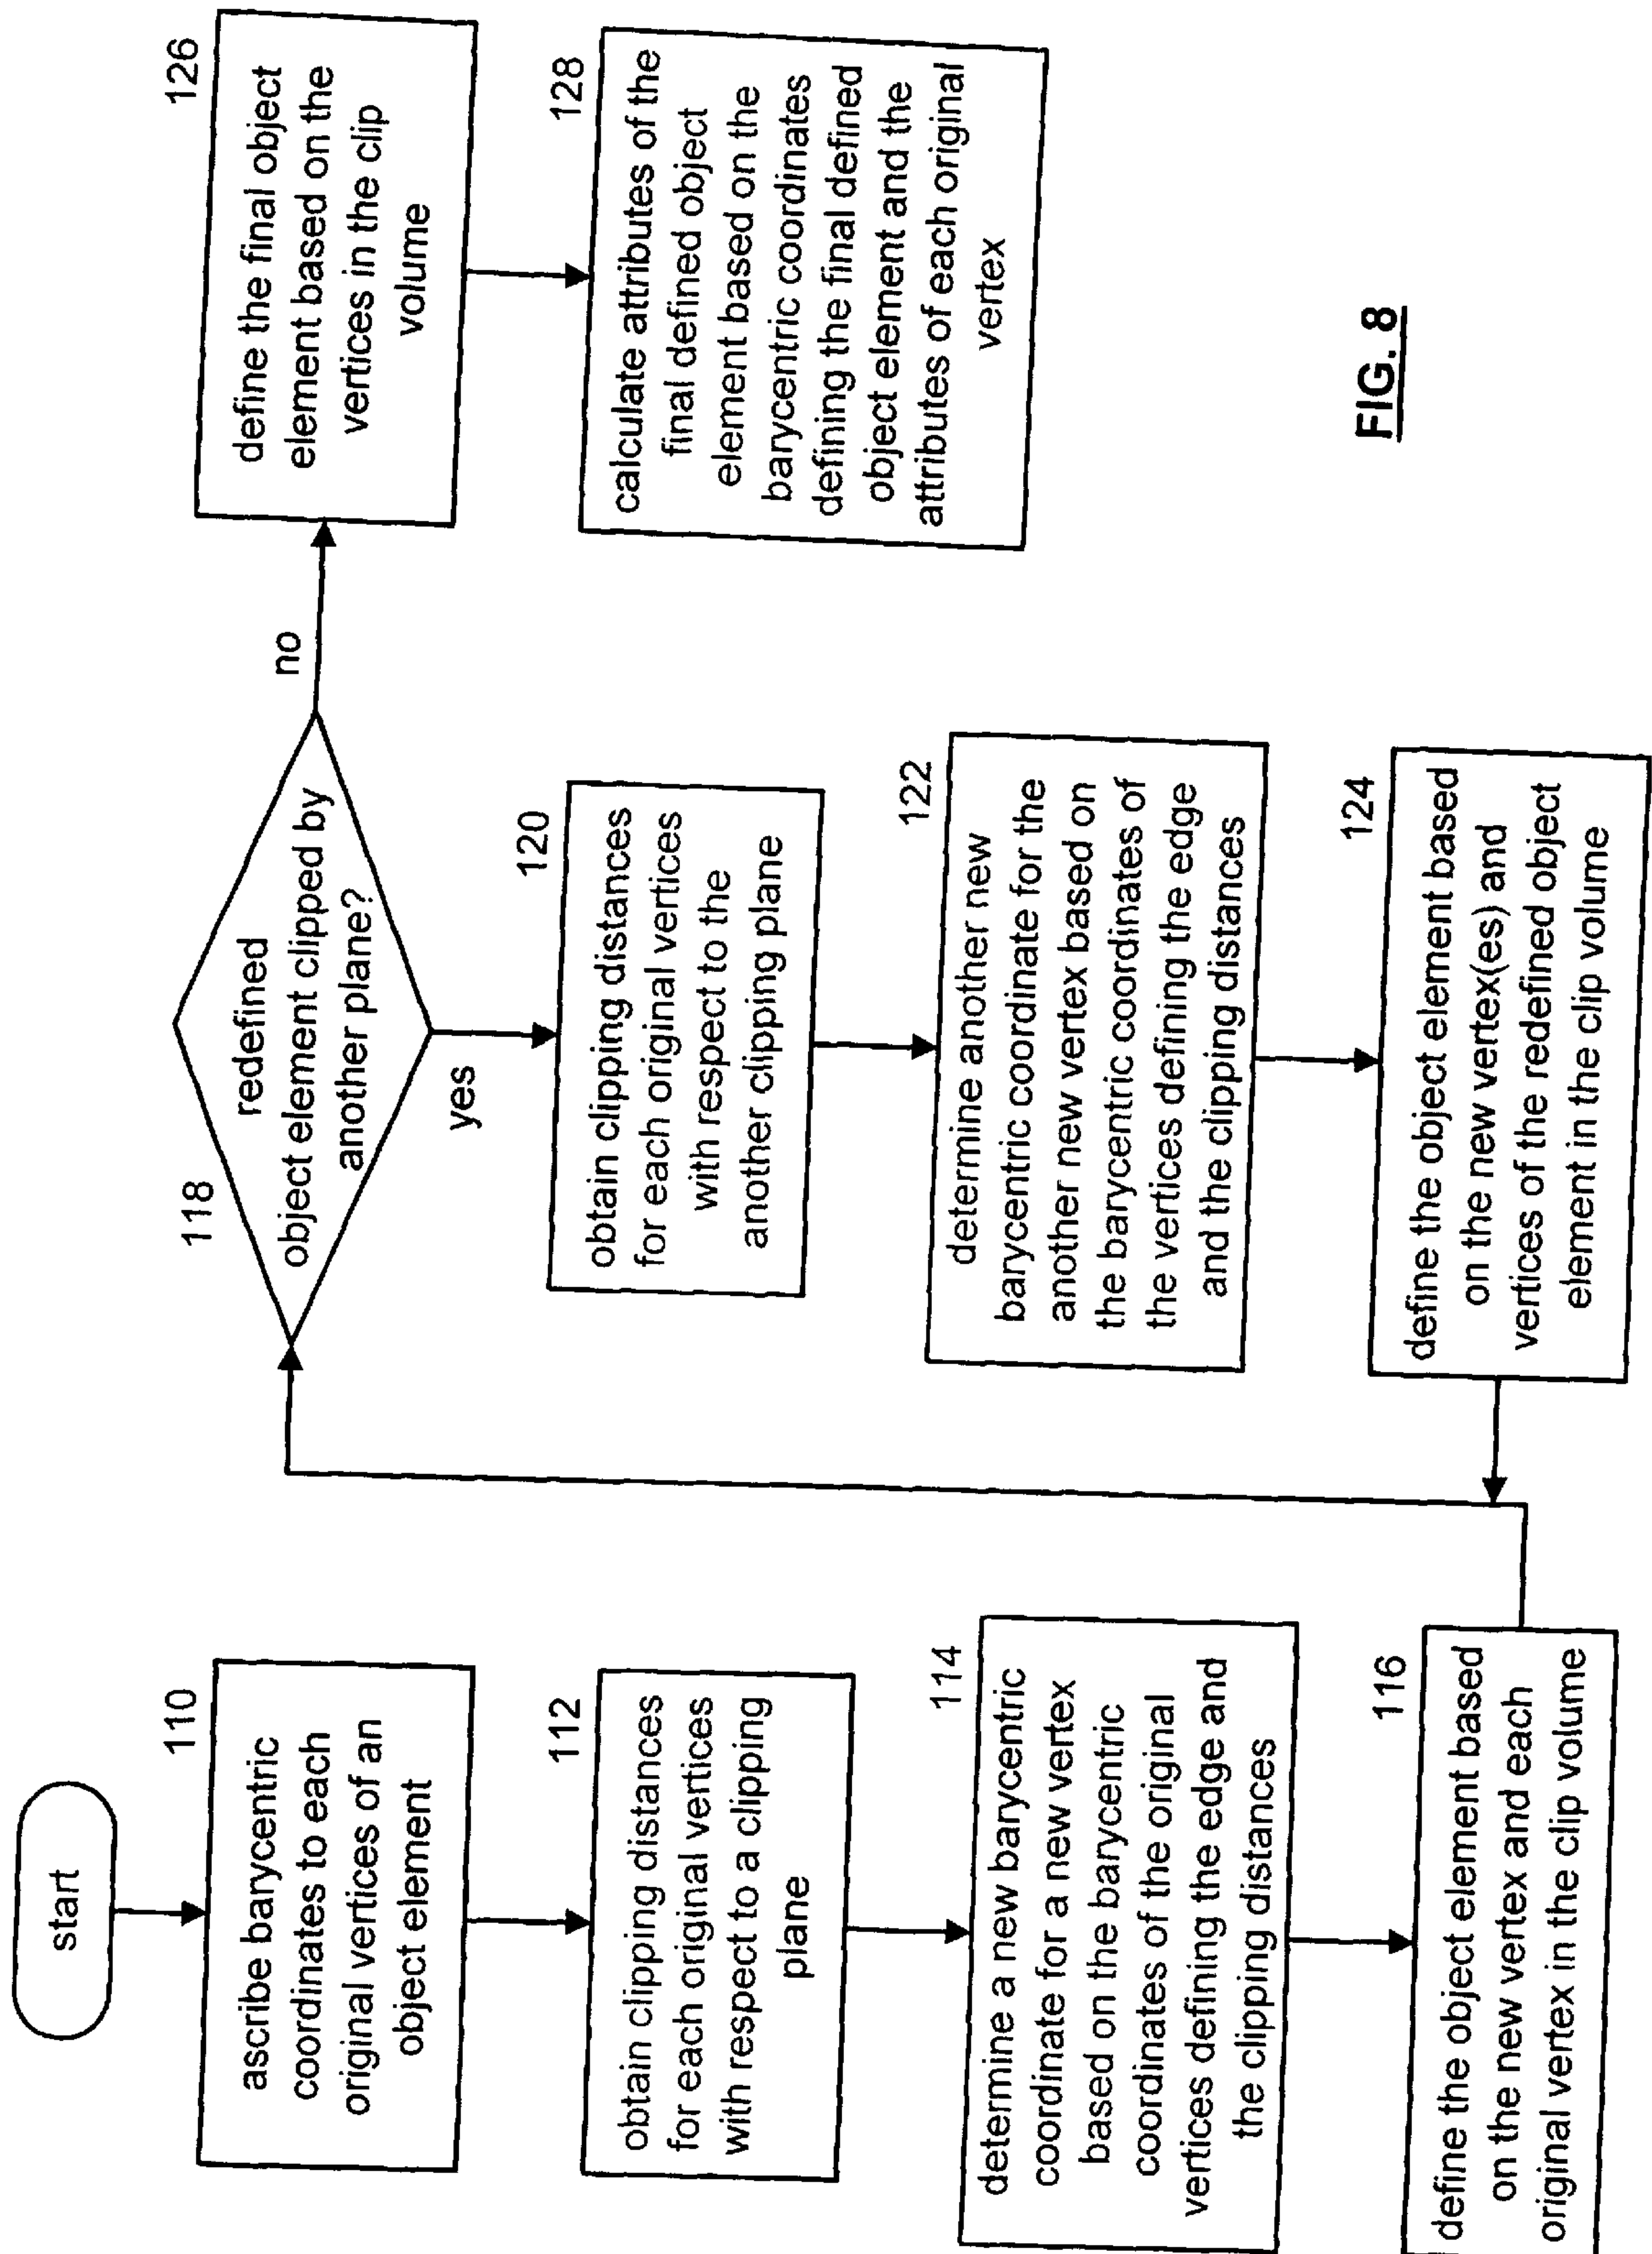 start
110
ascribe barycentric
coordinates to each
original vertices of an
object element
112
obtain clipping distances
for each original vertices
with respect to a clipping
plane
114
determine a new barycentric
coordinate for a new vertex
based on the barycentric
coordinates of the original
vertices defining the edge and
the clipping distances
116
define the object element based
on the new vertex and each
original vertex in the clip volume
118
redefined
object element clipped by
another plane?
yes
no
120
obtain clipping distances
for each original vertices
with respect to the
another clipping plane
122
determine another new
barycentric coordinate for the
another new vertex based on
the barycentric coordinates of
the vertices defining the edge
and the clipping distances
124
define the object element based
on the new vertex(es) and
vertices of the redefined object
element in the clip volume
126
define the final object
element based on the
vertices in the clip
volume
128
calculate attributes of the
final defined object
element based on the
barycentric coordinates
defining the final defined
object element and the
attributes of each original
vertex
FIG. 8